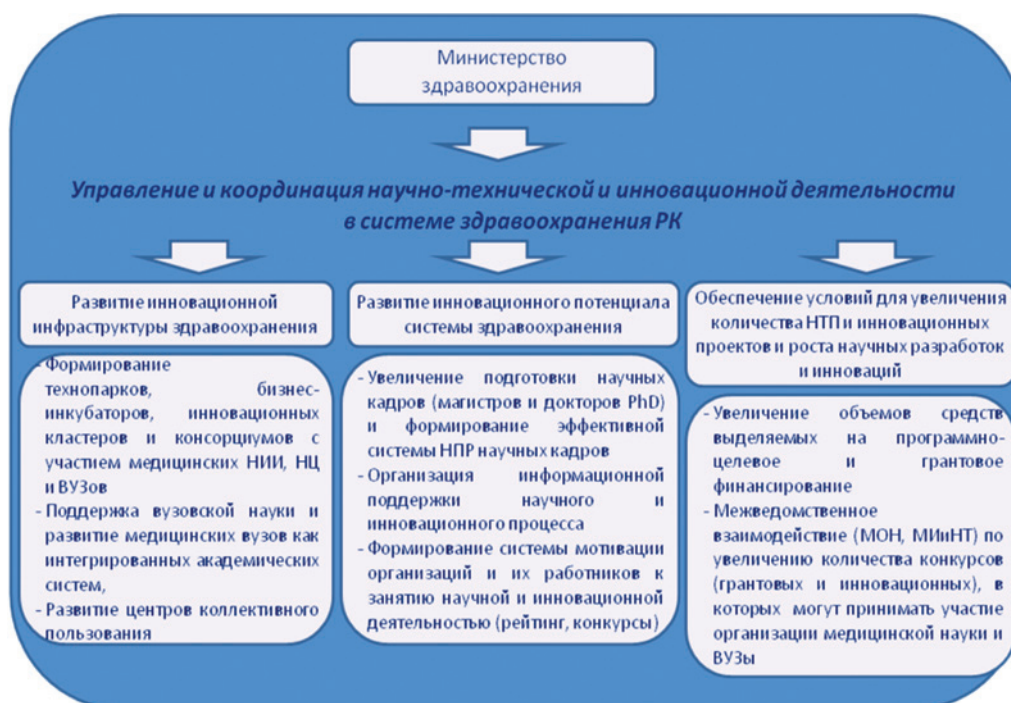 Министерство
здравоохранения
Управление и координация научно-технической и инновационной деятельности
в системе здравоохранения РК
Развитие инновационной
инфраструктуры здравоохранения
- Формирование
технопарков, бизнес-
инкубаторов, инновационных
кластеров и консорциумов с
участием медицинских НИИ, НЦ
и ВУЗов
- Поддержка вузовской науки и
развитие медицинских вузов как
интегрированных академических
систем,
- Развитие центров коллективного
пользования
Развитие инновационного потенциала
системы здравоохранения
- Увеличение подготовки научных
кадров (магистров и докторов PhD)
и формирование эффективной
системы НПР научных кадров
- Организация информационной
поддержки научного и
инновационного процесса
- Формирование системы мотивации
организаций и их работников к
занятию научной и инновационной
деятельностью (рейтинг, конкурсы)
Обеспечение условий для увеличения
количества НТП и инновационных
проектов и роста научных разработок
и инноваций
- Увеличение объемов средств
выделяемых на программно-
целевое и грантовое
финансирование
- Межведомственное
взаимодействие (МОН, МИиНТ) по
увеличению количества конкурсов
(грантовых и инновационных), в
которых могут принимать участие
организации медицинской науки и
ВУЗы